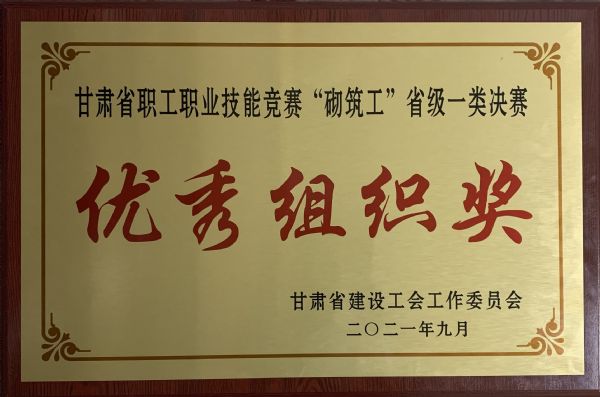 甘肃省职工职业技能竞赛“砌筑工”省级一类决赛
优秀组织奖
甘肃省建设工会工作委员会
二〇二一年九月